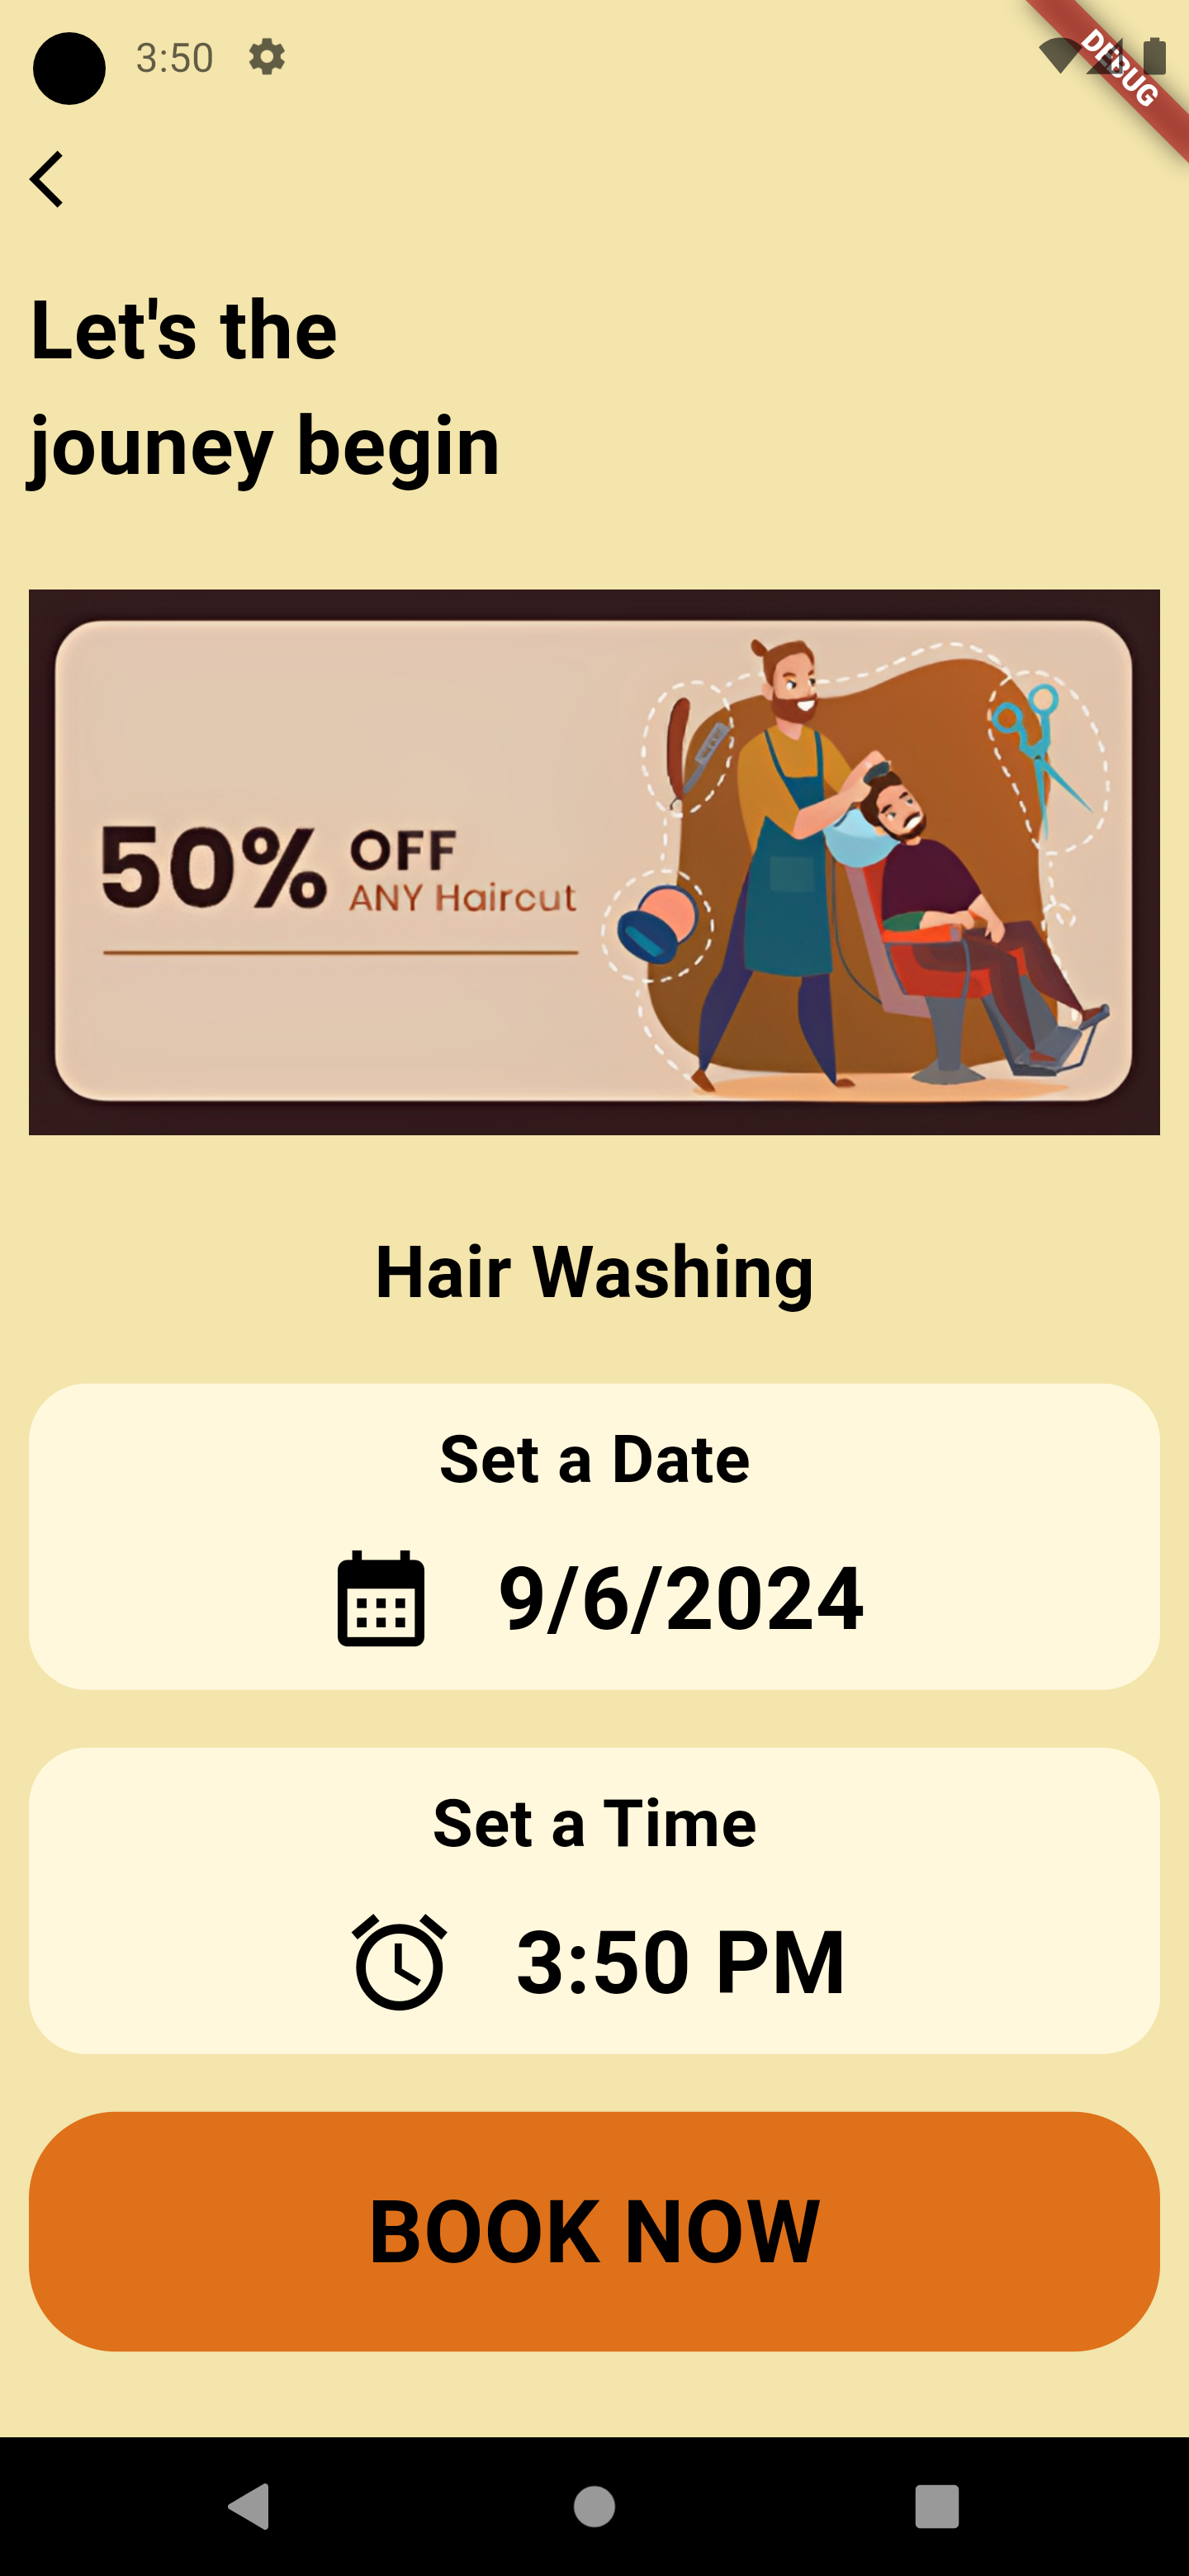 3:50
DEBUG
Let's the
jouney begin
50% OFF
ANY Haircut
Hair Washing
Set a Date
9/6/2024
Set a Time
3:50 PM
BOOK NOW